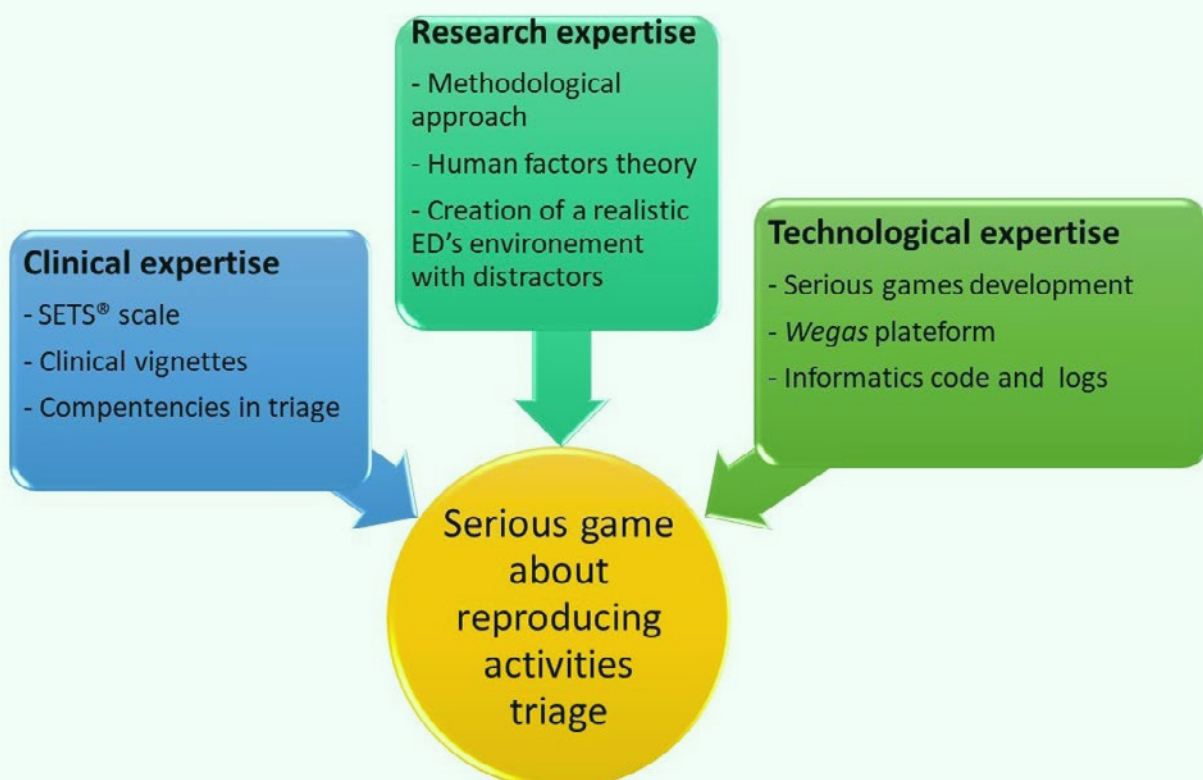 Research expertise
- Methodological
approach
- Human factors theory
- Creation of a realistic
ED's environement
with distractors
Clinical expertise
- SETS® scale
- Clinical vignettes
- Compentencies in triage
Technological expertise
- Serious games development
- Wegas plateform
- Informatics code and logs
Serious game
about
reproducing
activities
triage